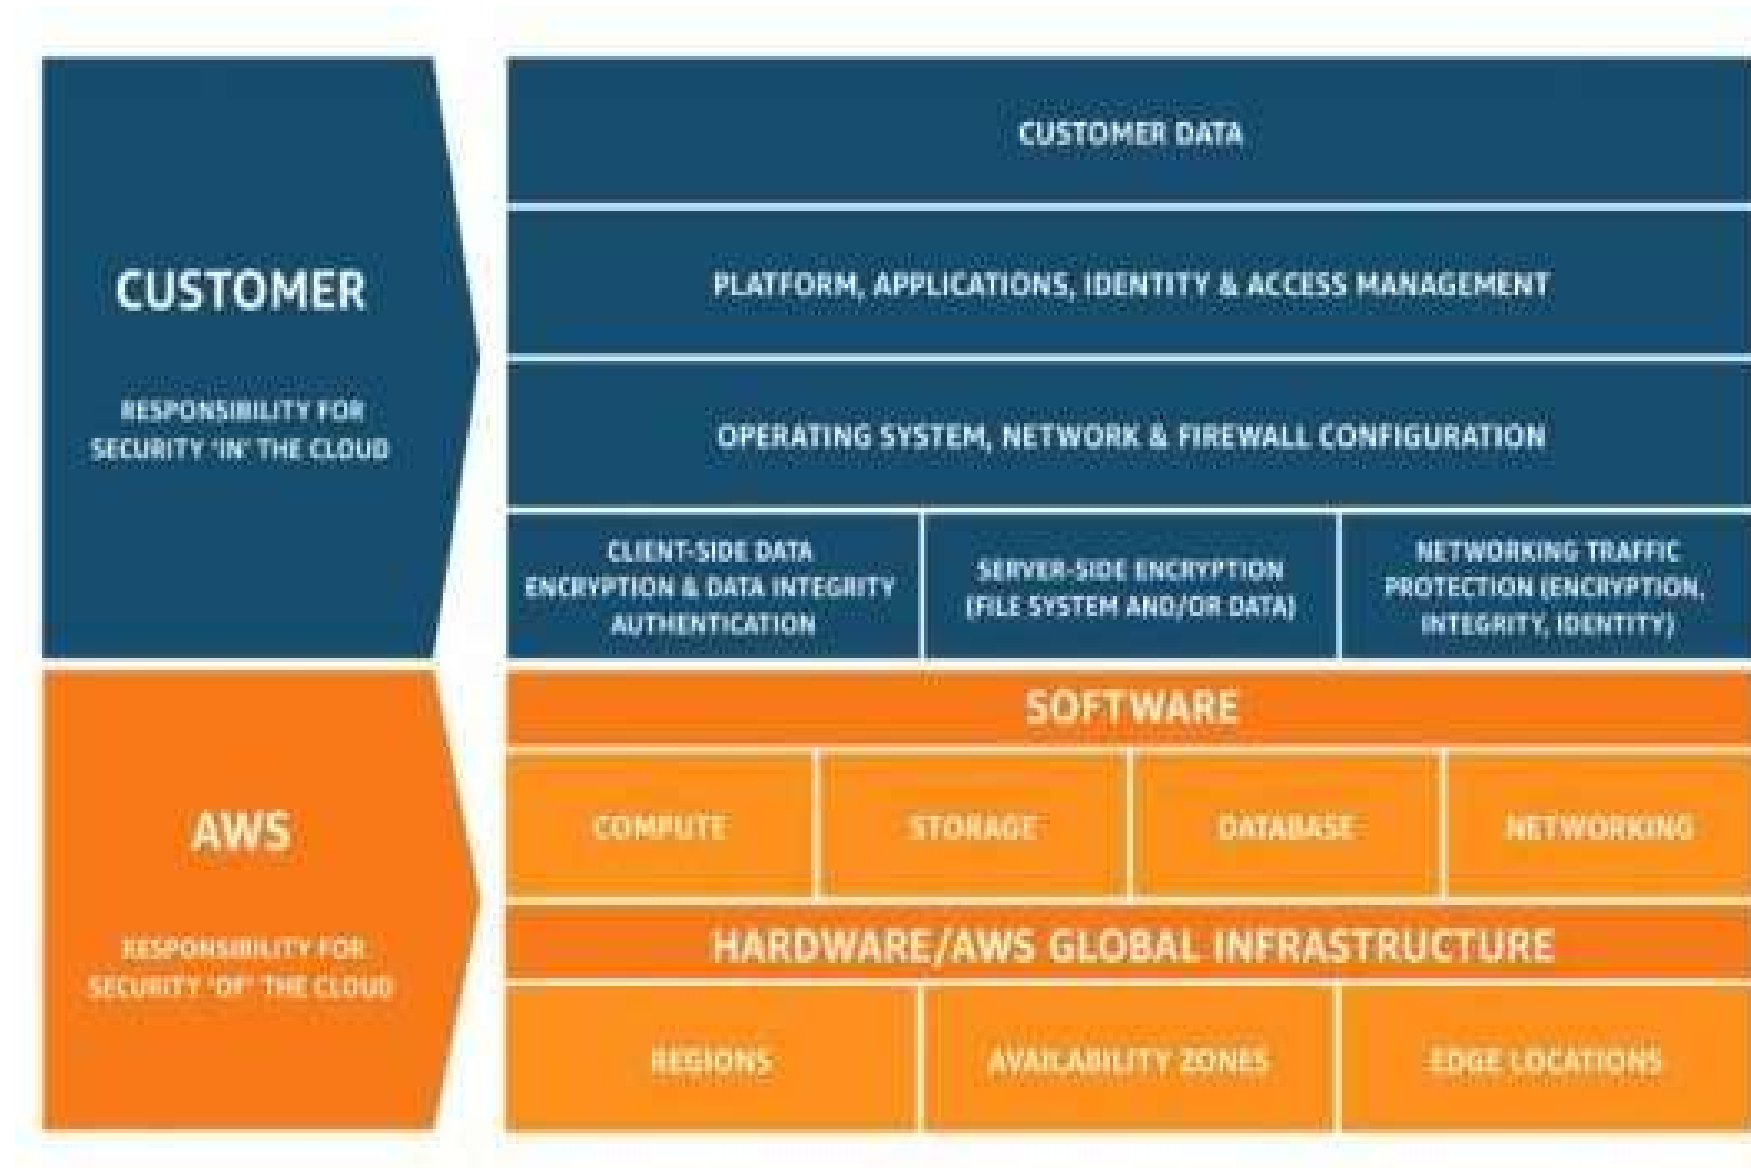 CUSTOMER
RESPONSIBILITY FOR
SECURITY 'IN' THE CLOUD
CUSTOMER DATA
PLATFORM, APPLICATIONS, IDENTITY & ACCESS MANAGEMENT
OPERATING SYSTEM, NETWORK & FIREWALL CONFIGURATION
CLIENT-SIDE DATA
ENCRYPTION & DATA INTEGRITY
AUTHENTICATION
SERVER-SIDE ENCRYPTION
(FILE SYSTEM AND/OR DATA)
NETWORKING TRAFFIC
PROTECTION (ENCRYPTION,
INTEGRITY, IDENTITY)
AWS
RESPONSIBILITY FOR
SECURITY 'OF' THE CLOUD
SOFTWARE
COMPUTE
STORAGE
DATABASE
NETWORKING
HARDWARE/AWS GLOBAL INFRASTRUCTURE
REGIONS
AVAILABILITY ZONES
EDGE LOCATIONS